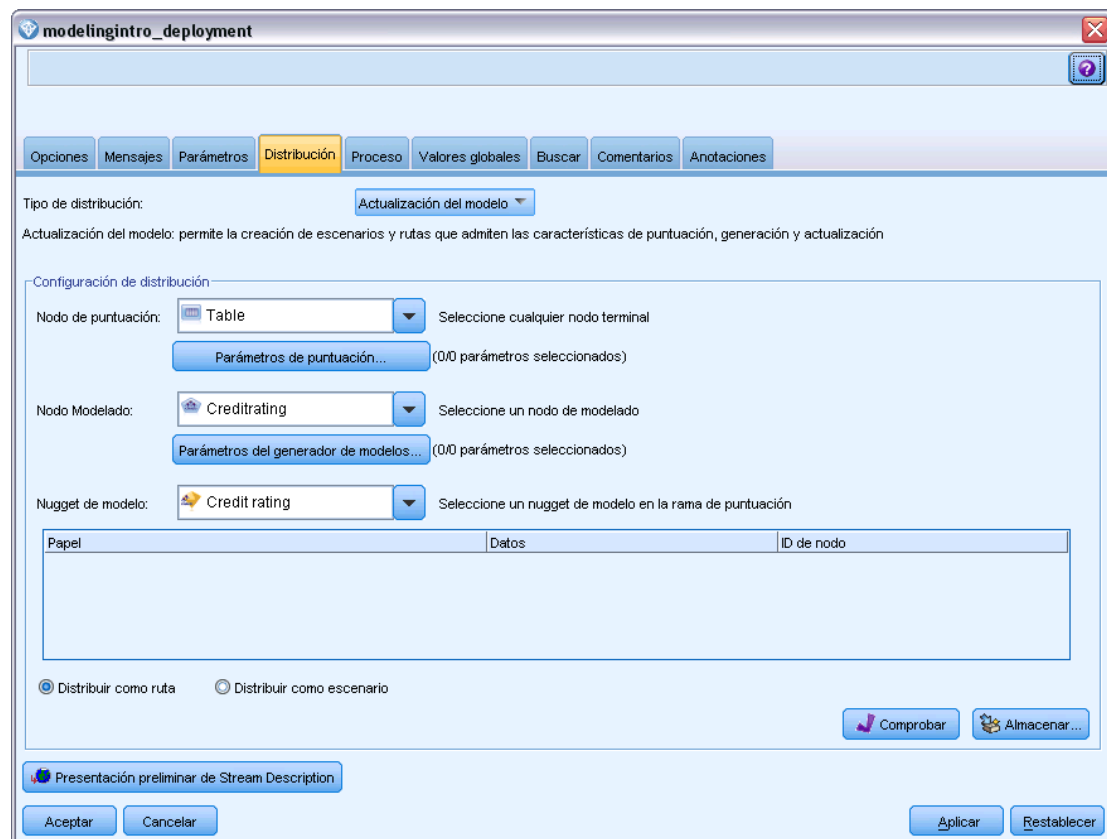 modelingintro_deployment
Opciones Mensajes Parámetros Distribución Proceso Valores globales Buscar Comentarios Anotaciones
Tipo de distribución: Actualización del modelo
Actualización del modelo: permite la creación de escenarios y rutas que admiten las características de puntuación, generación y actualización
Configuración de distribución
Nodo de puntuación: Table Seleccione cualquier nodo terminal
Parámetros de puntuación... (0/0 parámetros seleccionados)
Nodo Modelado: Creditrating Seleccione un nodo de modelado
Parámetros del generador de modelos... (0/0 parámetros seleccionados)
Nugget de modelo: Credit rating Seleccione un nugget de modelo en la rama de puntuación
Papel Datos ID de nodo
Distribuir como ruta Distribuir como escenario
Comprobar Almacenar...
Presentación preliminar de Stream Description
Aceptar Cancelar Aplicar Restablecer